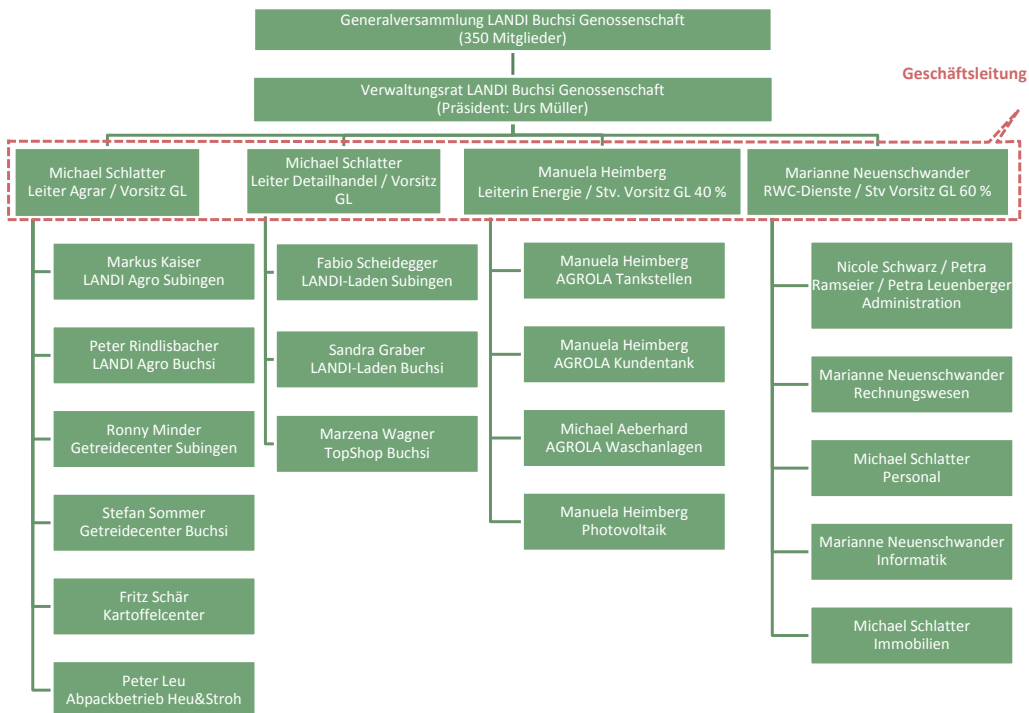 Generalversammlung LANDI Buchsi Genossenschaft
(350 Mitglieder)
Geschäftsleitung
Verwaltungsrat LANDI Buchsi Genossenschaft
(Präsident: Urs Müller)
Michael Schlatter
Leiter Agrar / Vorsitz GL
Michael Schlatter
Leiter Detailhandel / Vorsitz
GL
Manuela Heimberg
Leiterin Energie / Stv. Vorsitz GL 40 %
Marianne Neuenschwander
RWC-Dienste / Stv Vorsitz GL 60 %
Markus Kaiser
LANDI Agro Subingen
Peter Rindlisbacher
LANDI Agro Buchsi
Ronny Minder
Getreidecenter Subingen
Stefan Sommer
Getreidecenter Buchsi
Fritz Schär
Kartoffelcenter
Peter Leu
Abpackbetrieb Heu&Stroh
Fabio Scheidegger
LANDI-Laden Subingen
Sandra Graber
LANDI-Laden Buchsi
Marzena Wagner
TopShop Buchsi
Manuela Heimberg
AGROLA Tankstellen
Manuela Heimberg
AGROLA Kundentank
Michael Aeberhard
AGROLA Waschanlagen
Manuela Heimberg
Photovoltaik
Nicole Schwarz / Petra
Ramseier / Petra Leuenberger
Administration
Marianne Neuenschwander
Rechnungswesen
Michael Schlatter
Personal
Marianne Neuenschwander
Informatik
Michael Schlatter
Immobilien